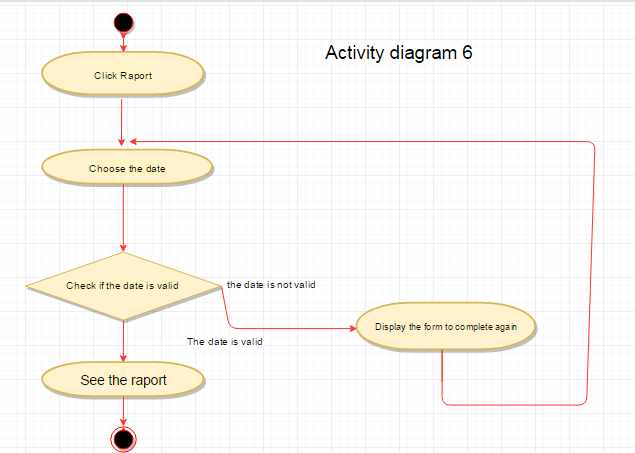 Activity diagram 6
Click Raport
Choose the date
Check if the date is valid
the date is not valid
Display the form to complete again
The date is valid
See the raport